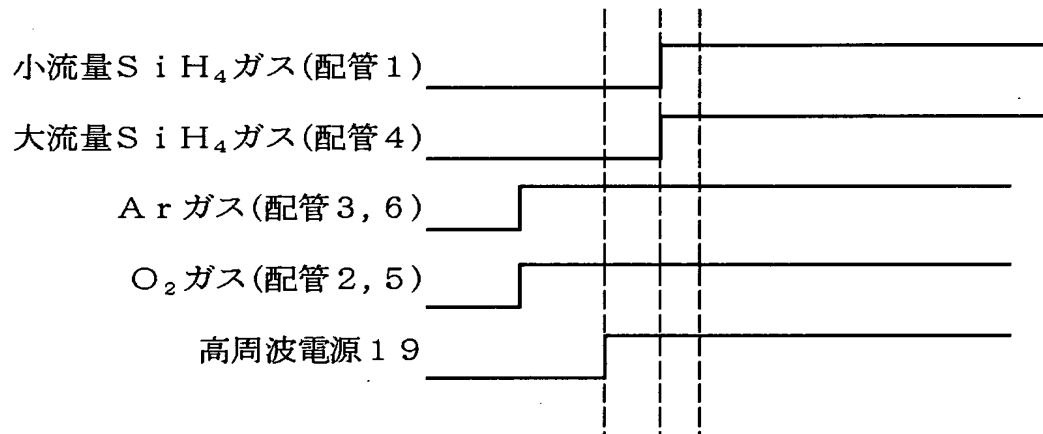 小流量SiH₄ガス(配管1)
大流量SiH₄ガス(配管4)
Arガス(配管3,6)
O₂ガス(配管2,5)
高周波電源19